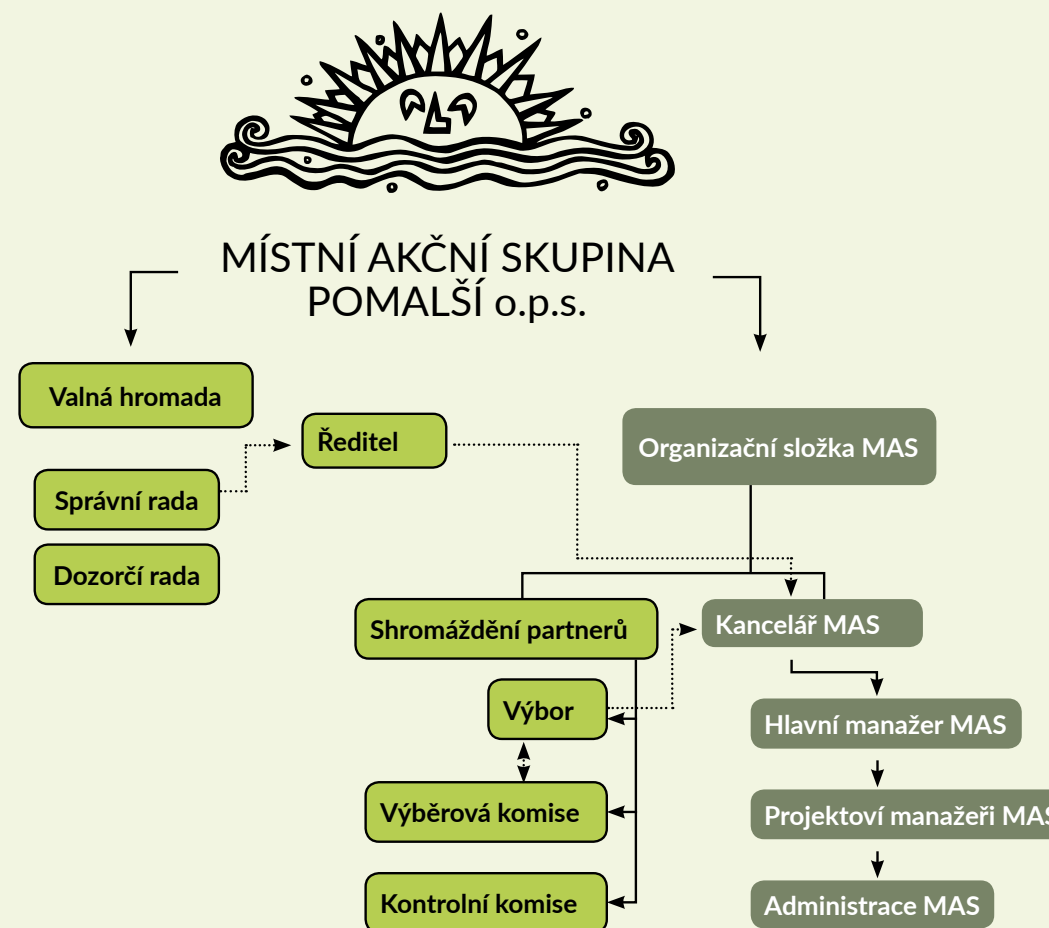 MÍSTNÍ AKČNÍ SKUPINA
POMALŠÍ o.p.s.
Valná hromada
Ředitel
Organizační složka MAS
Správní rada
Dozorčí rada
Shromáždění partnerů
Kancelář MAS
Výbor
Hlavní manažer MAS
Výběrová komise
Projektoví manažeři MAS
Kontrolní komise
Administrace MAS